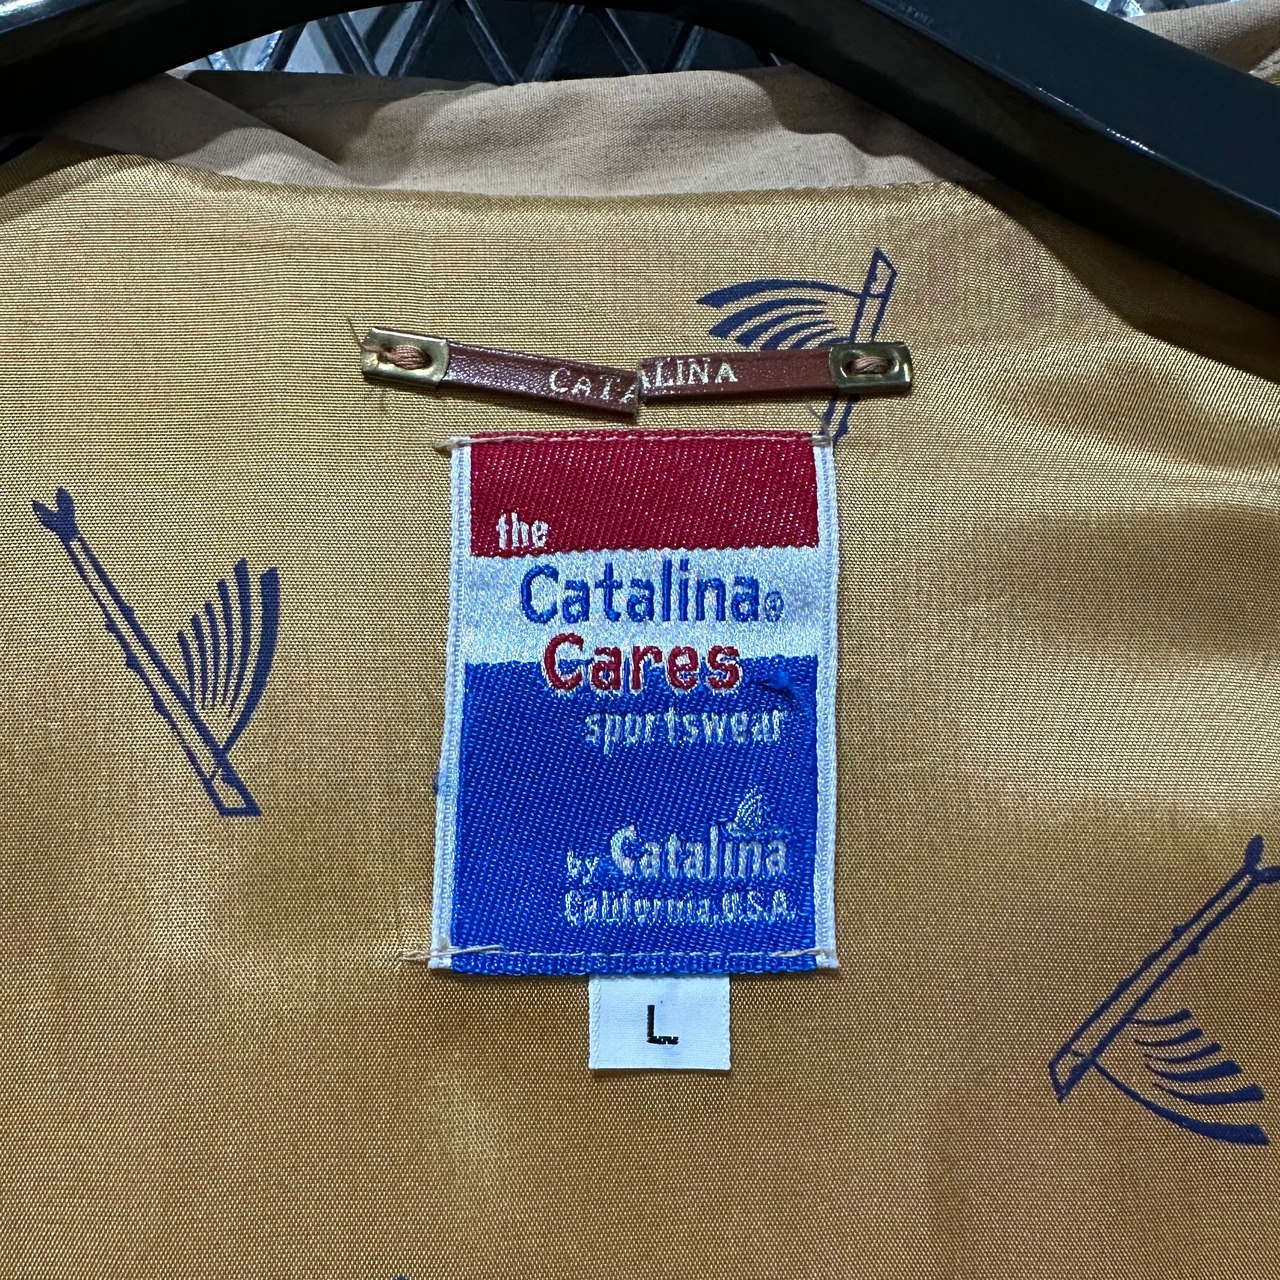 CATALINA
the
Catalina®
Cares
sportswear
by Catalina
California, U.S.A.
L